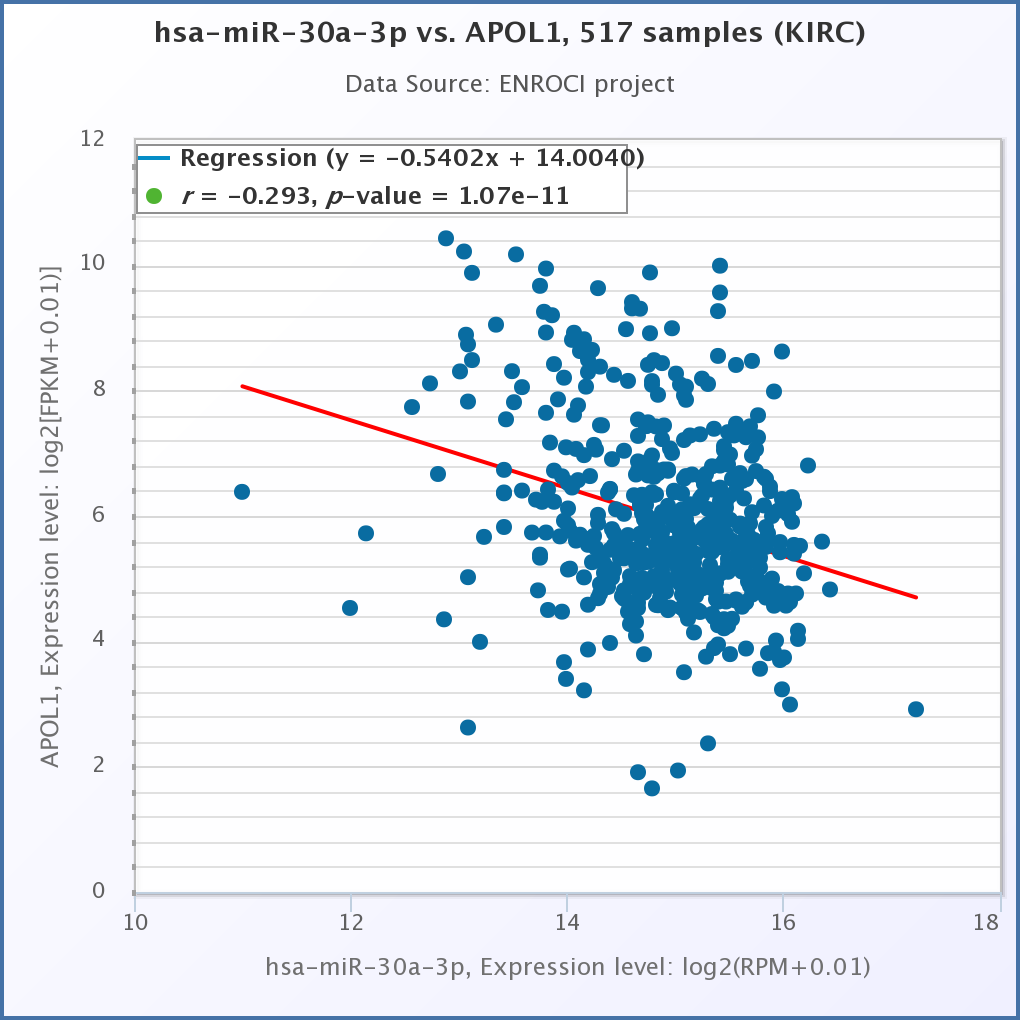 hsa-miR-30a-3p vs. APOL1, 517 samples (KIRC)
Data Source: ENROCI project
Regression (y = -0.5402x + 14.0040)
r = -0.293, p-value = 1.07e-11
12
10
8
6
4
2
0
APOL1, Expression level: log2[FPKM+0.01)]
10 12 14 16 18
hsa-miR-30a-3p, Expression level: log2(RPM+0.01)